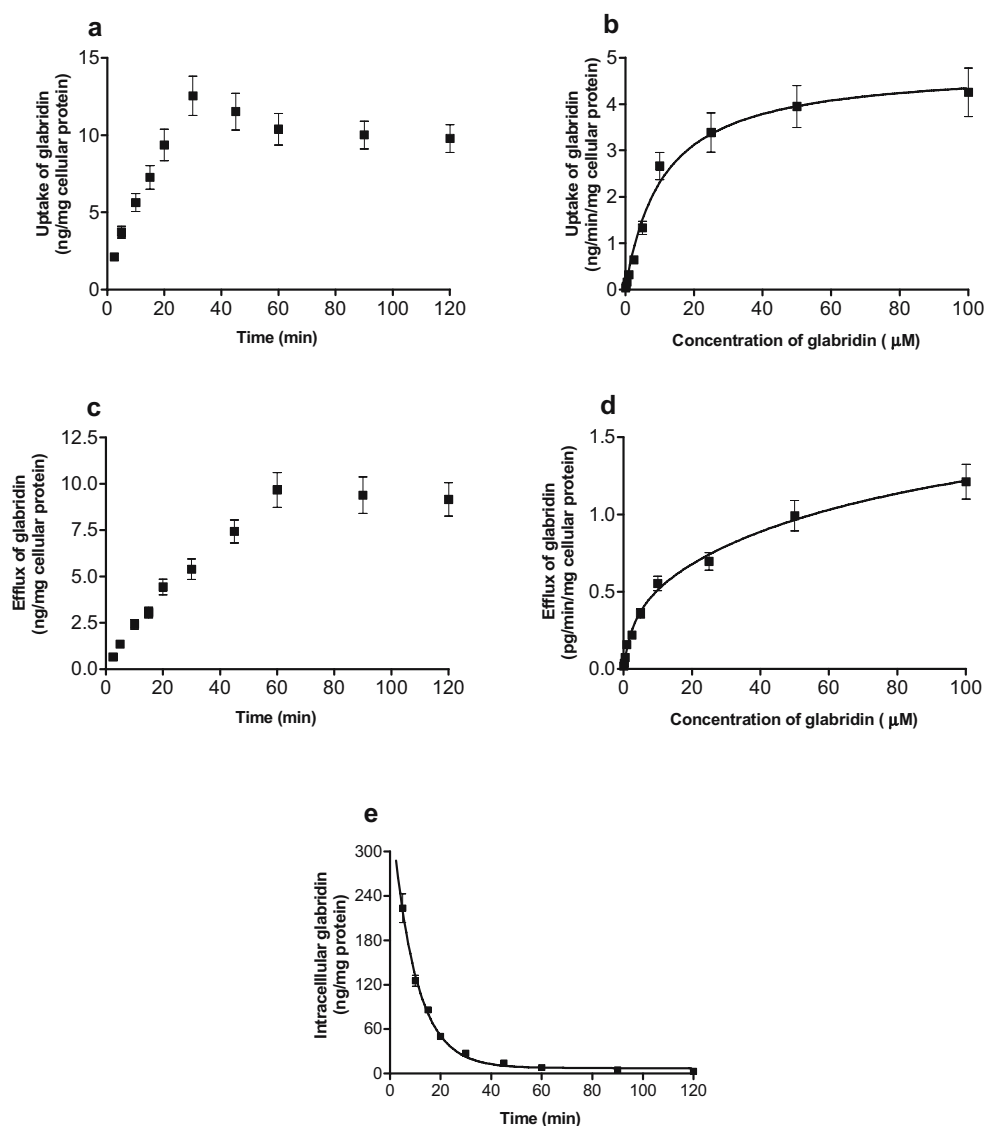 a
15
10
5
0
0 20 40 60 80 100 120
Uptake of glabridin
(ng/mg cellular protein)
Time (min)
b
5
4
3
2
1
0
0 20 40 60 80 100
Uptake of glabridin
(ng/min/mg cellular protein)
Concentration of glabridin ( μM)
c
12.5
10.0
7.5
5.0
2.5
0.0
0 20 40 60 80 100 120
Efflux of glabridin
(ng/mg cellular protein)
Time (min)
d
1.5
1.0
0.5
0.0
0 20 40 60 80 100
Efflux of glabridin
(pg/min/mg cellular protein)
Concentration of glabridin ( μM)
e
300
240
180
120
60
0
0 20 40 60 80 100 120
Intracelllular glabridin
(ng/mg protein)
Time (min)